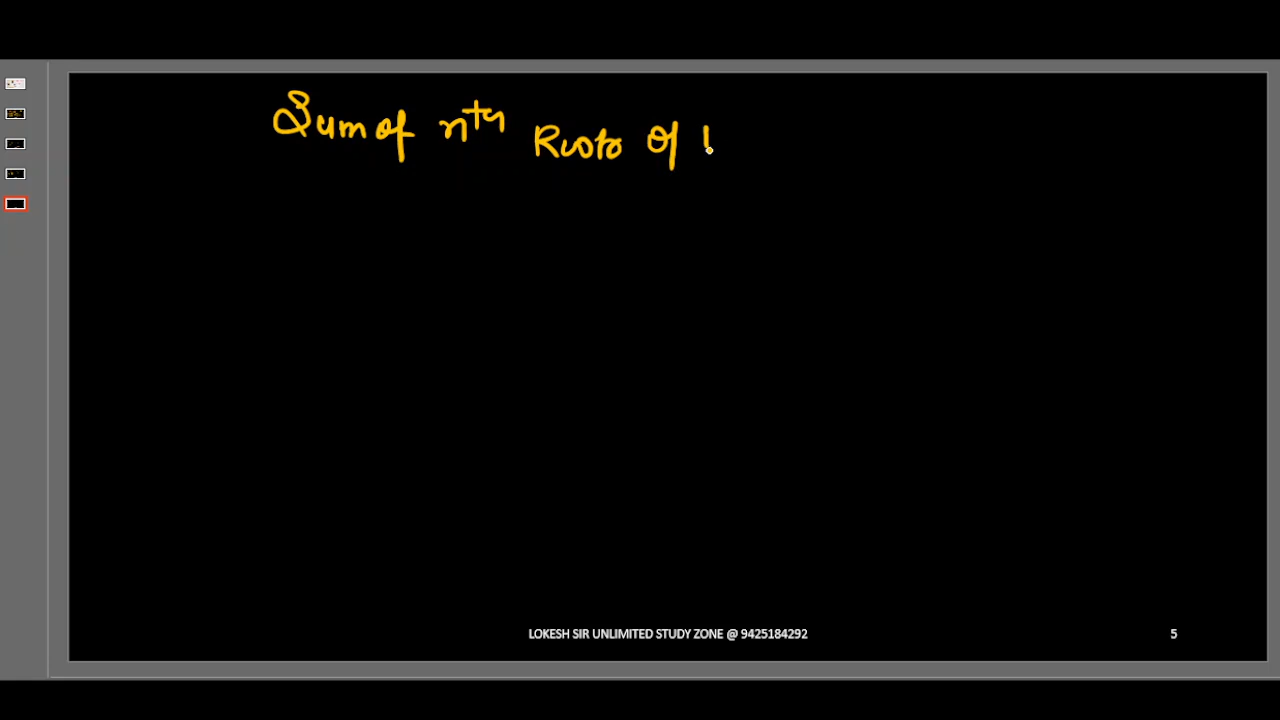 Sum of nth Roots of 1
LOKESH SIR UNLIMITED STUDY ZONE @ 9425184292
5